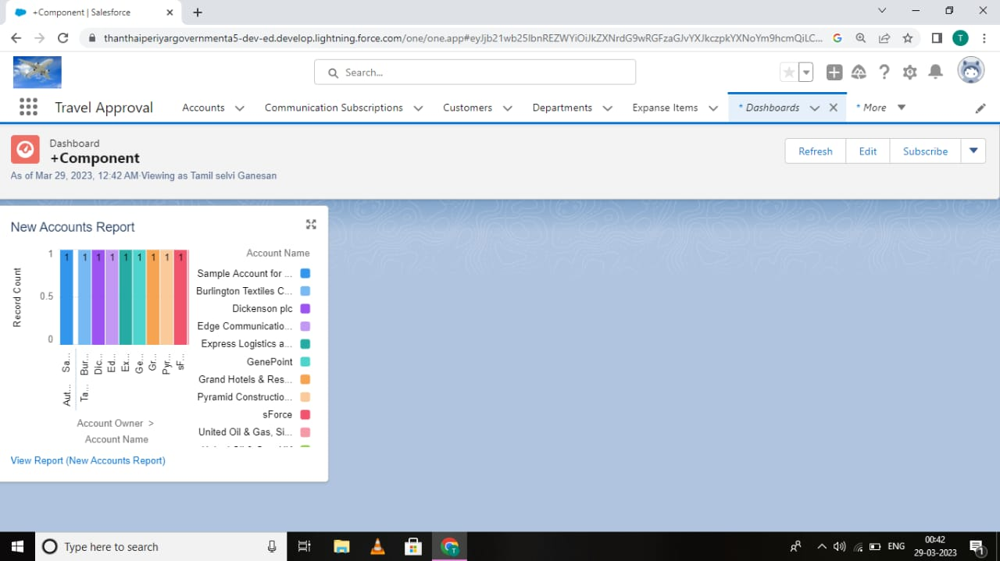 +Component | Salesforce
thanthaiperiyargovernmenta5-dev-ed.develop.lightning.force.com/one/one.app#eyJjb21wb25lbnREZWYiOiJkZXNrdG9wRGFzaGJvYXJkczpkYXNoYm9hcmQiLC...
T
Search...
Travel Approval
Accounts
Communication Subscriptions
Customers
Departments
Expanse Items
* Dashboards
* More
Dashboard
+Component
As of Mar 29, 2023, 12:42 AM·Viewing as Tamil selvi Ganesan
Refresh
Edit
Subscribe
New Accounts Report
Record Count
1
0.5
0
1 1 1 1 1 1 1 1 1
Sa...
Bur...
Dic...
Ed...
Ex...
Ge...
Gr...
Pyr...
sF...
Aut...
Ta...
Account Owner >
Account Name
Account Name
Sample Account for ...
Burlington Textiles C...
Dickenson plc
Edge Communicatio...
Express Logistics a...
GenePoint
Grand Hotels & Res...
Pyramid Constructio...
sForce
United Oil & Gas, Si...
View Report (New Accounts Report)
Type here to search
T
ENG
00:42
29-03-2023
1